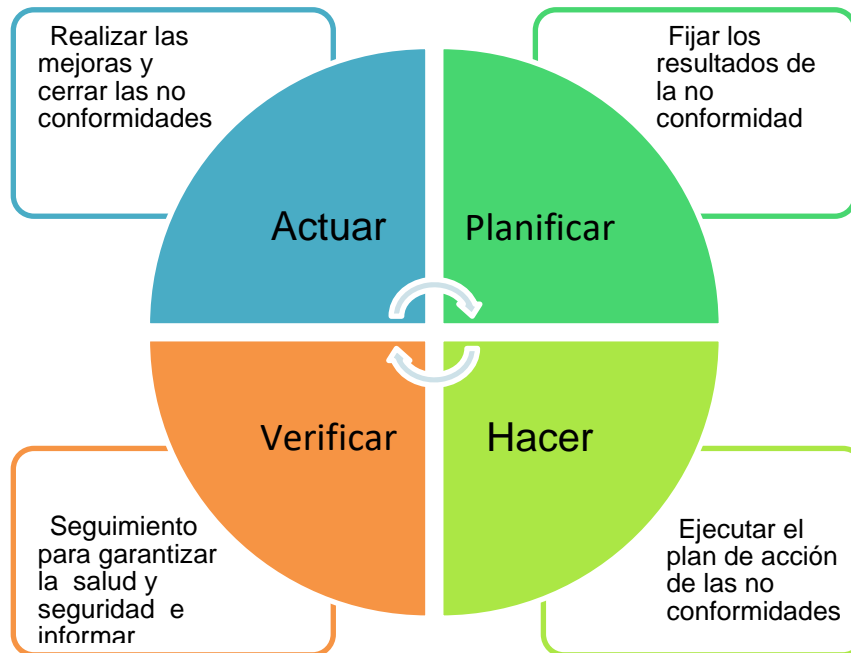 Realizar las
mejoras y
cerrar las no
conformidades
Fijar los
resultados de
la no
conformidad
Actuar
Planificar
Verificar
Hacer
Seguimiento
para garantizar
la salud y
seguridad e
informar
Ejecutar el
plan de acción
de las no
conformidades